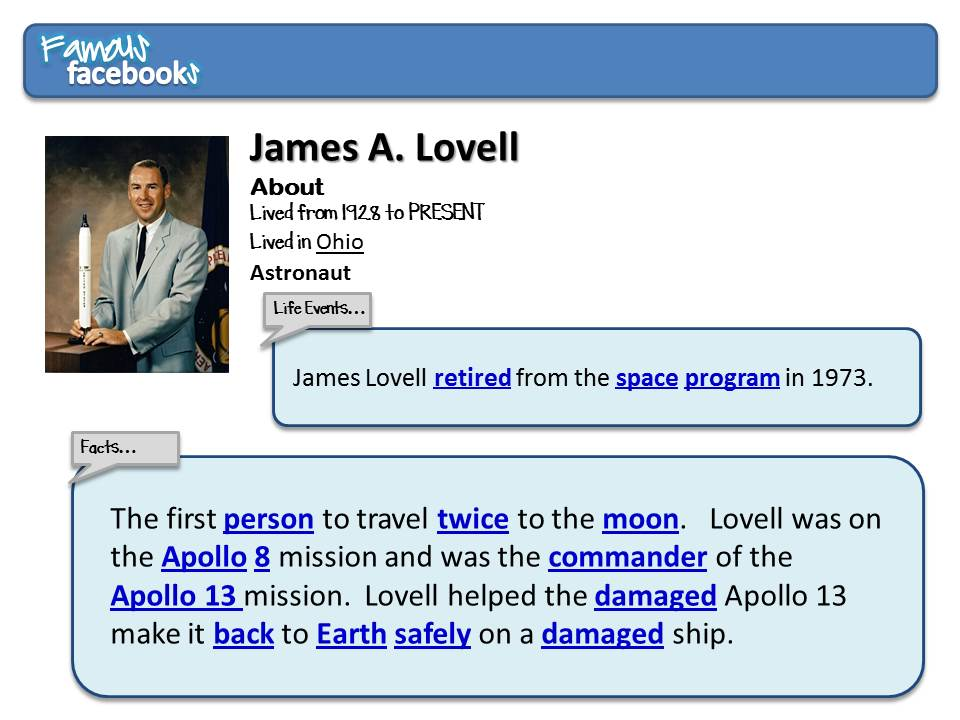 Famous
facebooks
James A. Lovell
About
Lived from 1928 to PRESENT
Lived in Ohio
Astronaut
Life Events...
James Lovell retired from the space program in 1973.
Facts...
The first person to travel twice to the moon. Lovell was on
the Apollo 8 mission and was the commander of the
Apollo 13 mission. Lovell helped the damaged Apollo 13
make it back to Earth safely on a damaged ship.